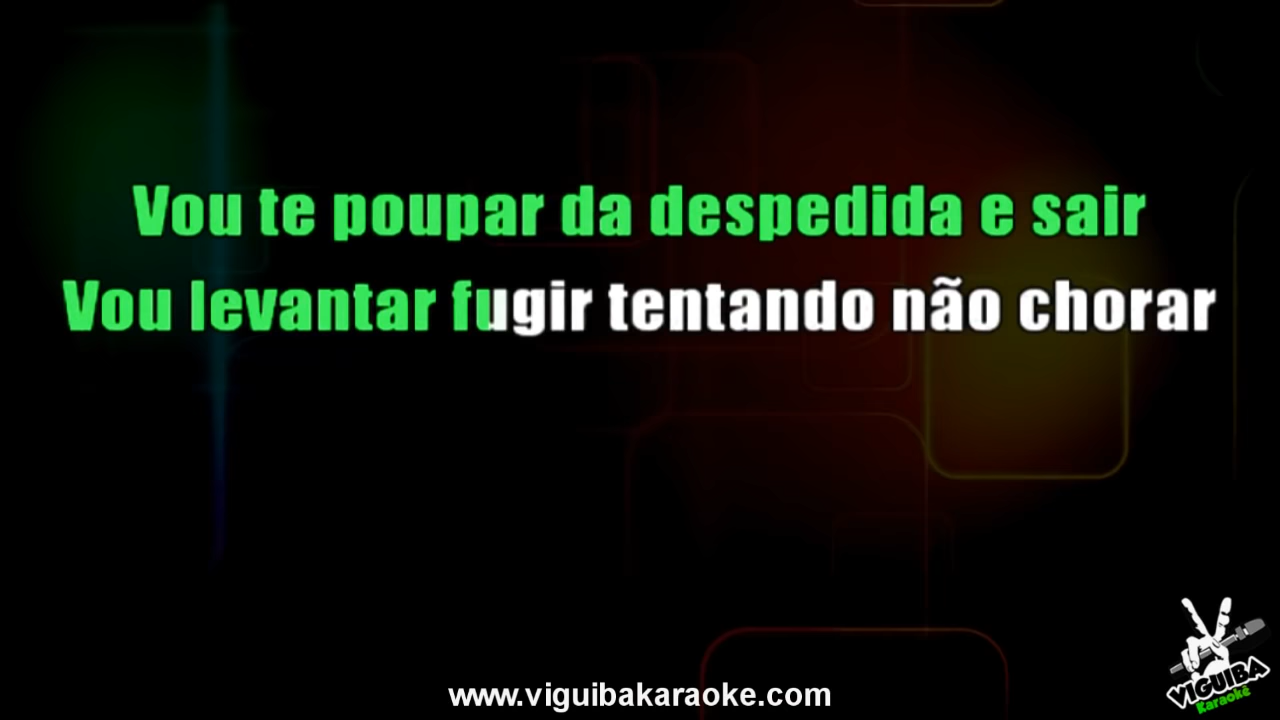 Vou te poupar da despedida e sair
Vou levantar fugir tentando não chorar
www.viguibakaraoke.com
VIGUIBA
Karaokê